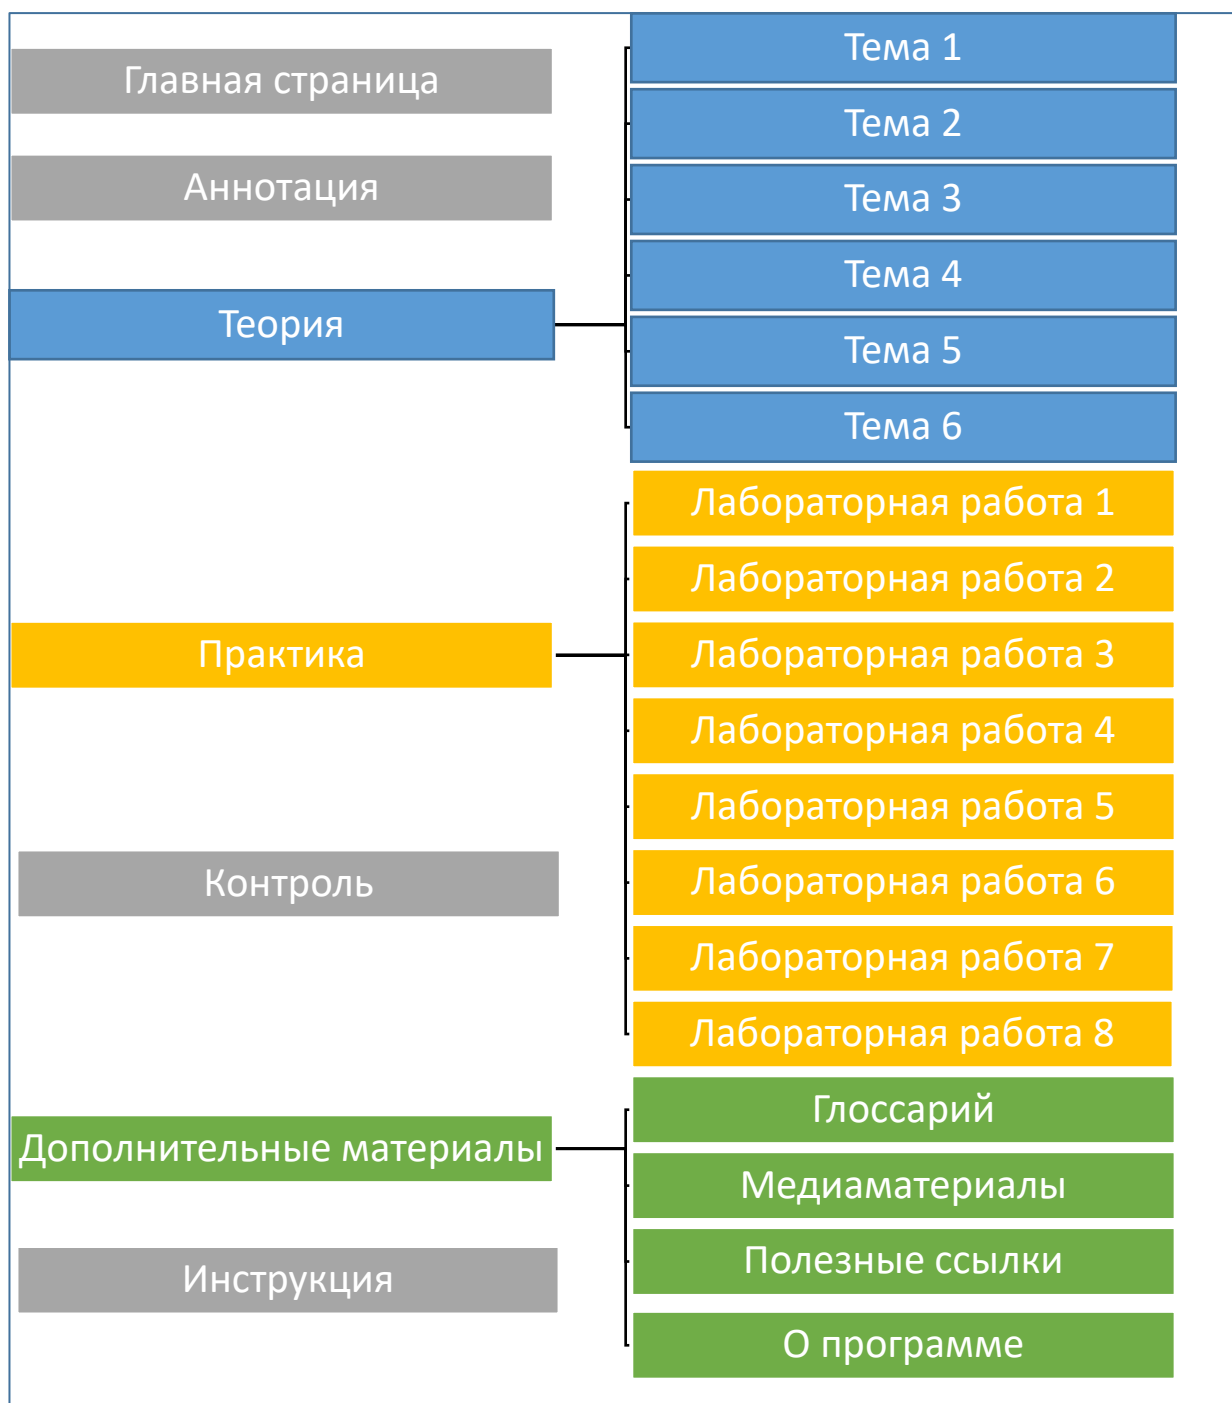 Главная страница
Аннотация
Теория
Тема 1
Тема 2
Тема 3
Тема 4
Тема 5
Тема 6
Практика
Лабораторная работа 1
Лабораторная работа 2
Лабораторная работа 3
Лабораторная работа 4
Лабораторная работа 5
Лабораторная работа 6
Лабораторная работа 7
Лабораторная работа 8
Контроль
Дополнительные материалы
Глоссарий
Медиаматериалы
Полезные ссылки
О программе
Инструкция